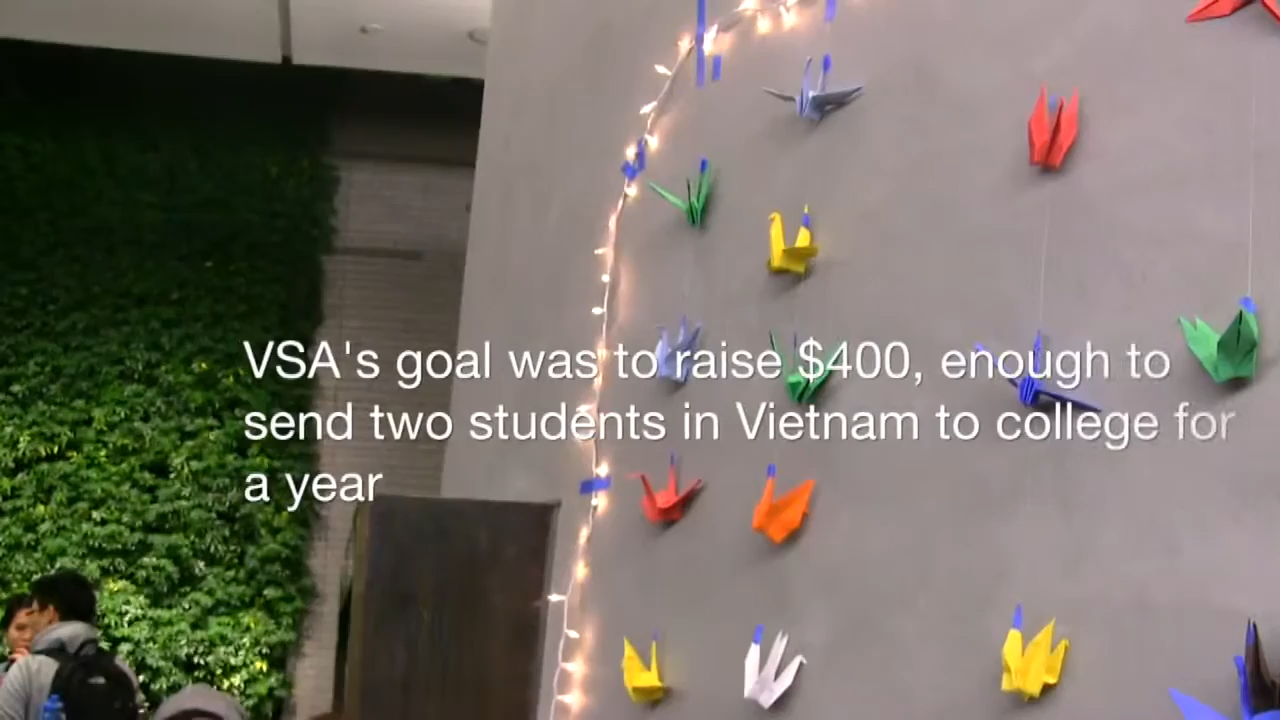 VSA's goal was to raise $400, enough to
send two students in Vietnam to college for
a year